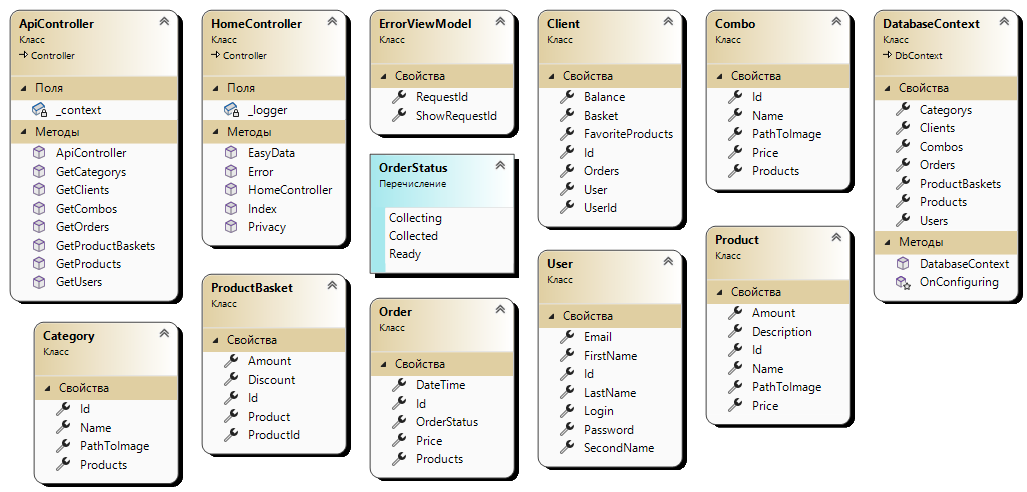 ApiController
Класс
Controller
Поля
_context
Методы
ApiController
GetCategorys
GetClients
GetCombos
GetOrders
GetProductBaskets
GetProducts
GetUsers
HomeController
Класс
Controller
Поля
_logger
Методы
EasyData
Error
HomeController
Index
Privacy
ErrorViewModel
Класс
Свойства
RequestId
ShowRequestId
OrderStatus
Перечисление
Collecting
Collected
Ready
Client
Класс
Свойства
Balance
Basket
FavoriteProducts
Id
Orders
User
UserId
Combo
Класс
Свойства
Id
Name
PathToImage
Price
Products
DatabaseContext
Класс
DbContext
Свойства
Categorys
Clients
Combos
Orders
ProductBaskets
Products
Users
Методы
DatabaseContext
OnConfiguring
Category
Класс
Свойства
Id
Name
PathToImage
Products
ProductBasket
Класс
Свойства
Amount
Discount
Id
Product
ProductId
Order
Класс
Свойства
DateTime
Id
OrderStatus
Price
Products
User
Класс
Свойства
Email
FirstName
Id
LastName
Login
Password
SecondName
Product
Класс
Свойства
Amount
Description
Id
Name
PathToImage
Price